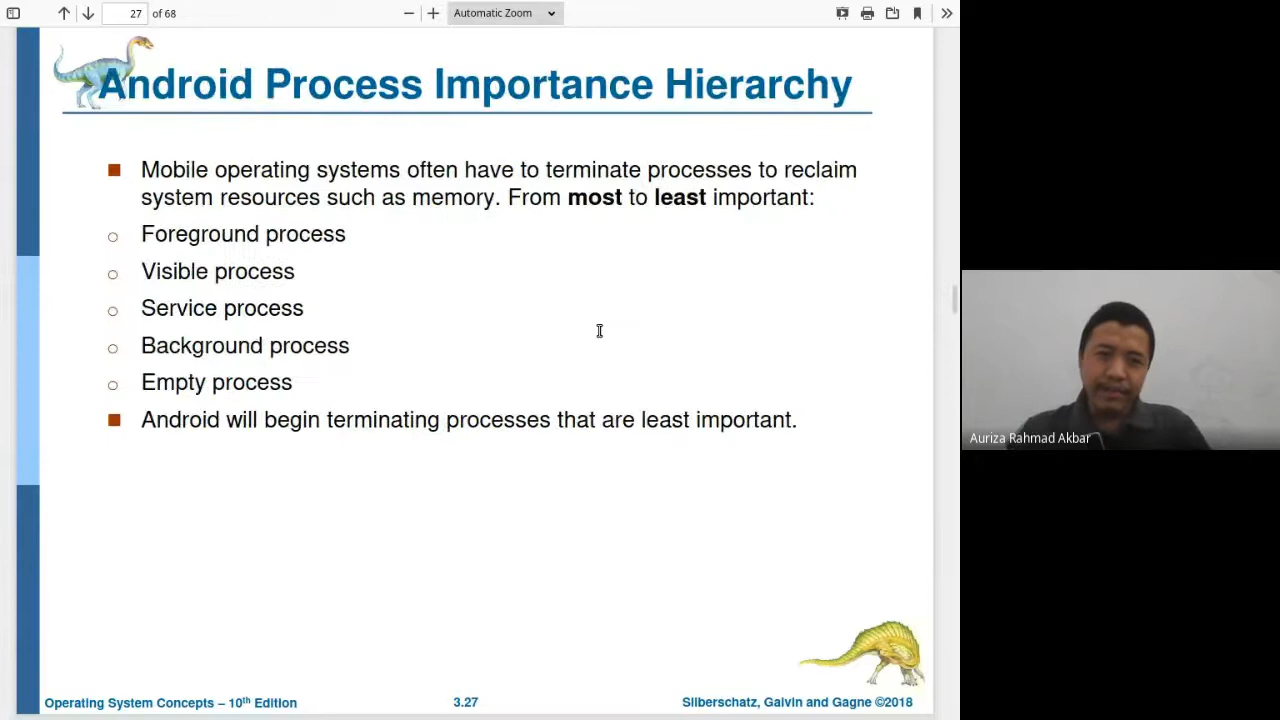 27 of 68
Automatic Zoom
Android Process Importance Hierarchy
Mobile operating systems often have to terminate processes to reclaim
system resources such as memory. From most to least important:
Foreground process
Visible process
Service process
Background process
Empty process
Android will begin terminating processes that are least important.
Auriza Rahmad Akbar
Operating System Concepts – 10th Edition
3.27
Silberschatz, Galvin and Gagne ©2018